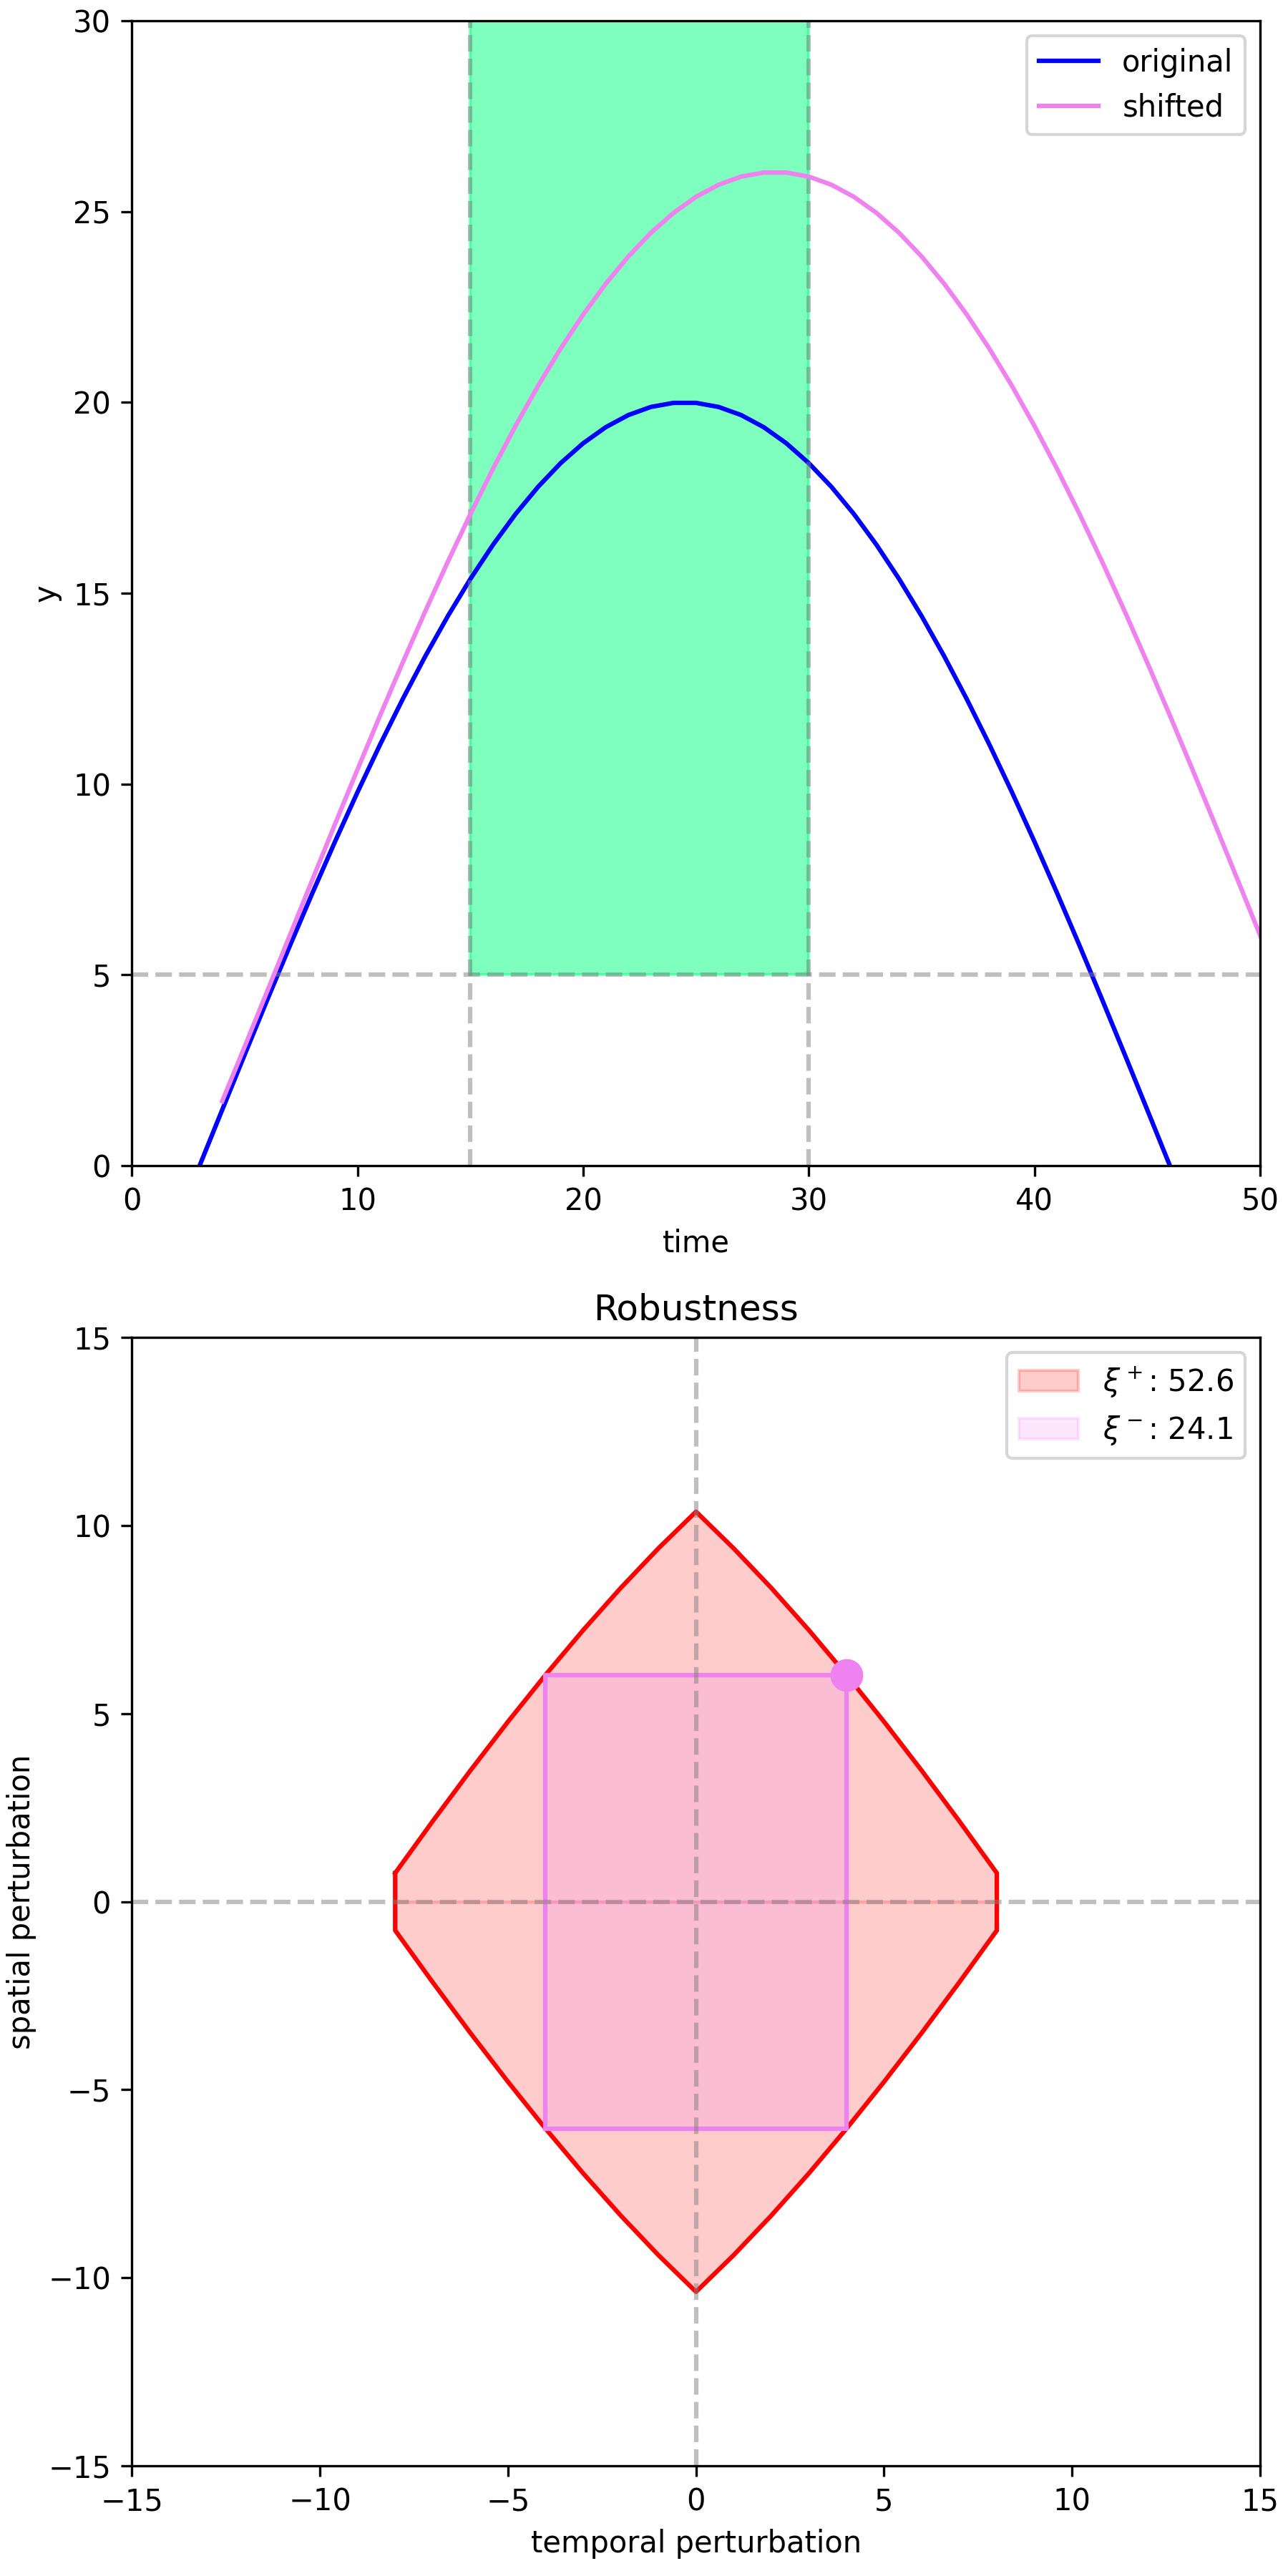 30
original
shifted
25
20
y
15
10
5
0
0 10 20 30 40 50
time
Robustness
15
ξ⁺: 52.6
ξ⁻: 24.1
10
5
spatial perturbation
0
−5
−10
−15
−15 −10 −5 0 5 10 15
temporal perturbation